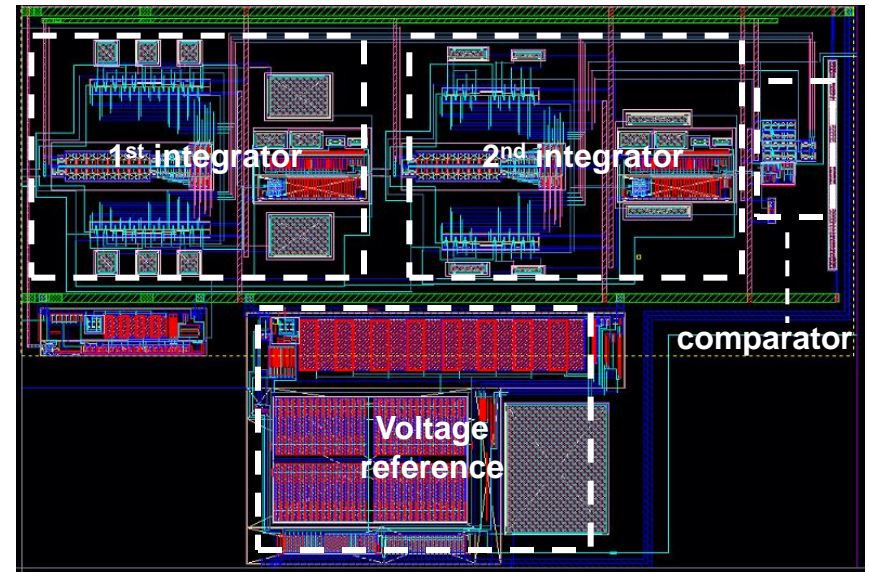 1st integrator
2nd integrator
comparator
Voltage
reference